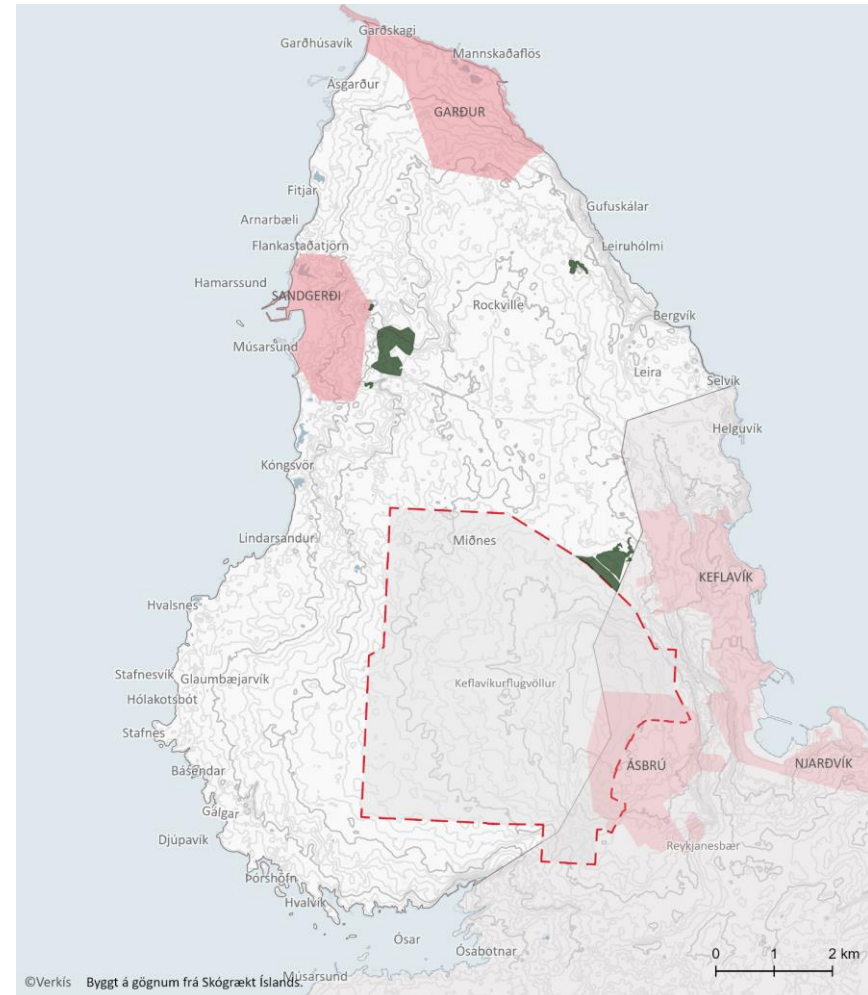 Garðskagi
Garðhúsavík
Mannskaðaflös
Ásgarður
GARÐUR
Fitjar
Gufuskálar
Arnarbæli
Flankastaðatjörn
Leiruhólmi
Hamarssund
SANDGERÐI
Rockville
Bergvík
Músarsund
Leira
Selvík
Helguvík
Kóngsvör
Lindarsandur
Miðnes
KEFLAVÍK
Hvalsnes
Stafnesvík
Glaumbæjarvík
Keflavíkurflugvöllur
Hólakotsbót
Stafnes
Básendar
ÁSBRÚ
NJARÐVÍK
Gálgar
Djúpavík
Reykjanesbær
Þórshöfn
Hvalvík
Ósar
Ósabotnar
0 1 2 km
Músarsund
©Verkís Byggt á gögnum frá Skógrækt Íslands.